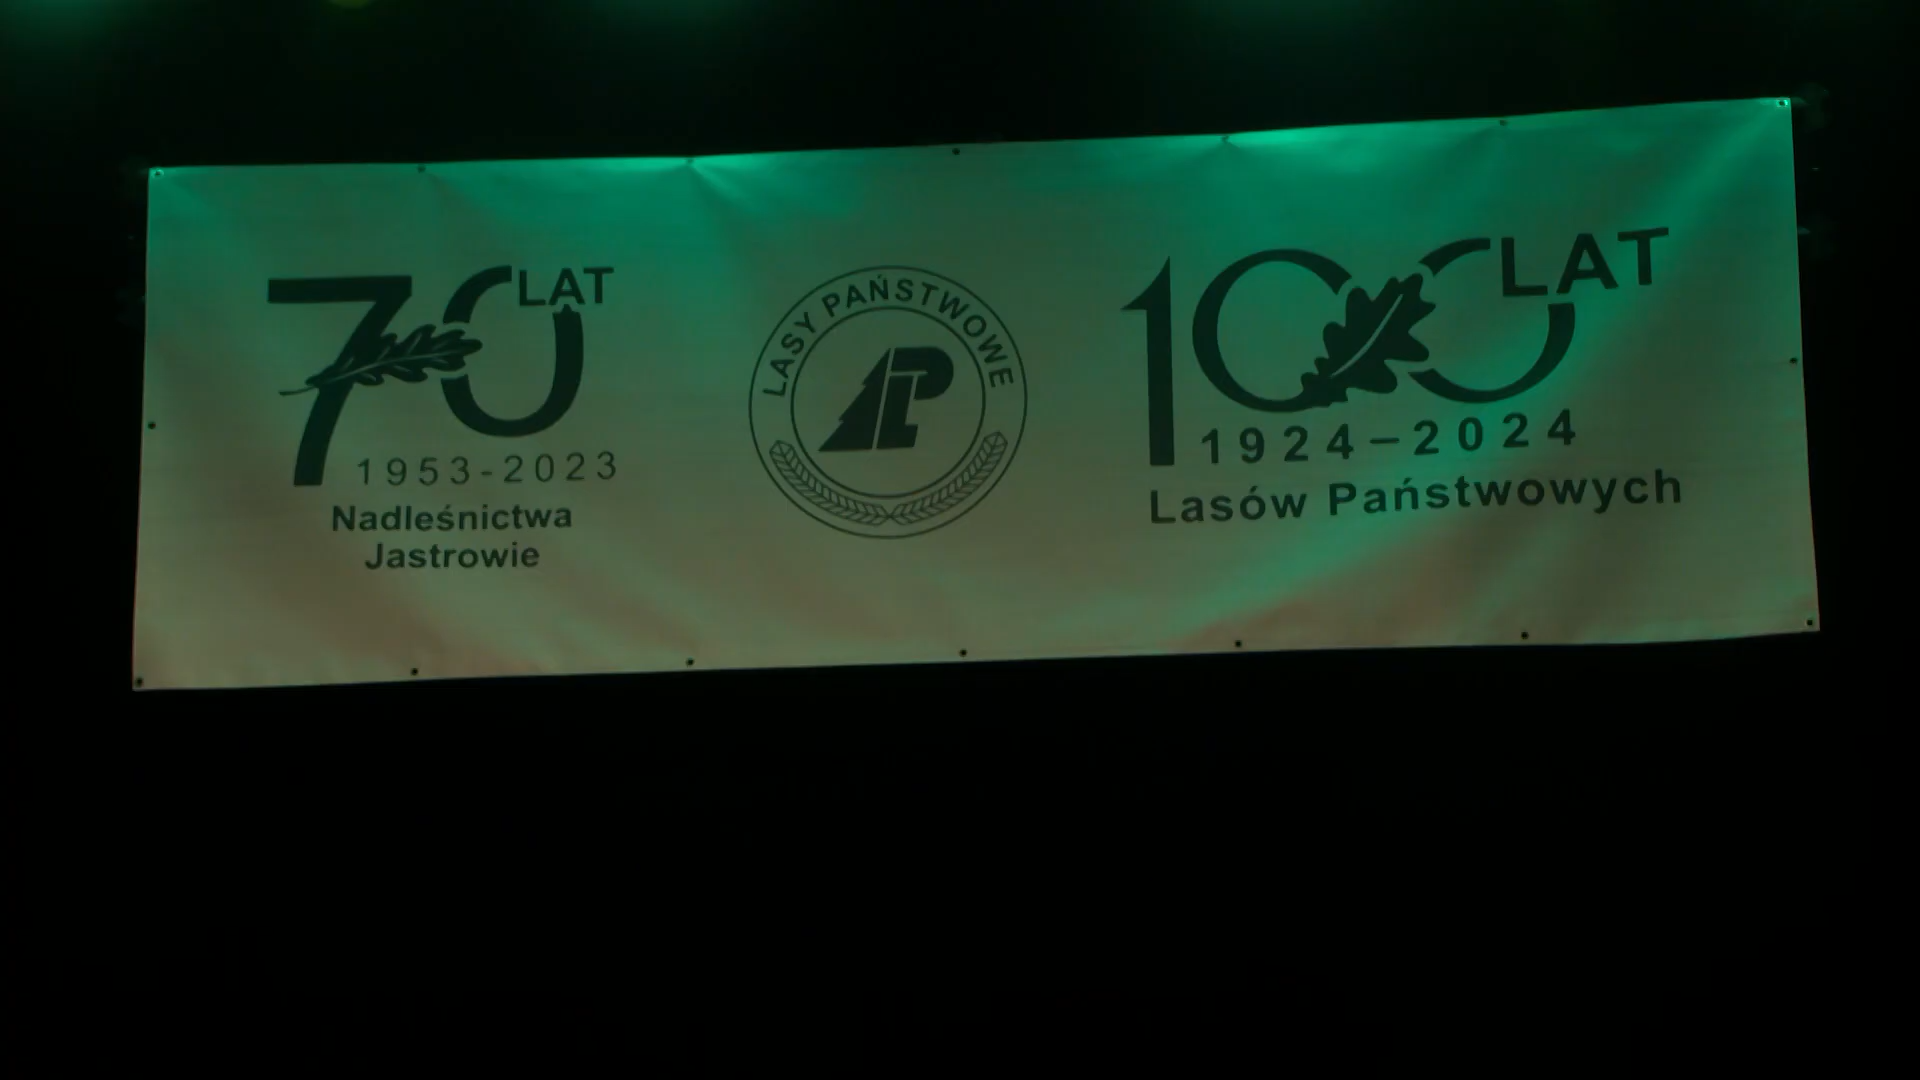 70 LAT
1953-2023
Nadleśnictwa
Jastrowie
LASY PAŃSTWOWE
LP
100 LAT
1924–2024
Lasów Państwowych